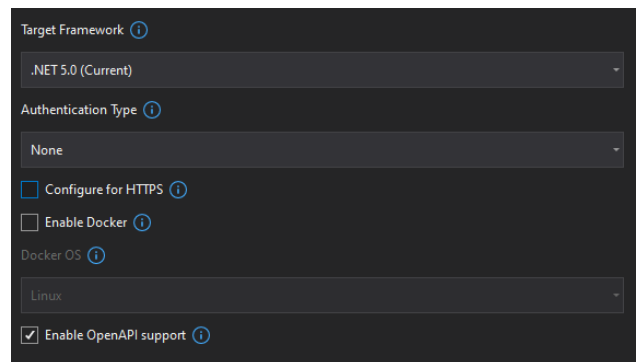 Target Framework
.NET 5.0 (Current)
Authentication Type
None
Configure for HTTPS
Enable Docker
Docker OS
Linux
Enable OpenAPI support